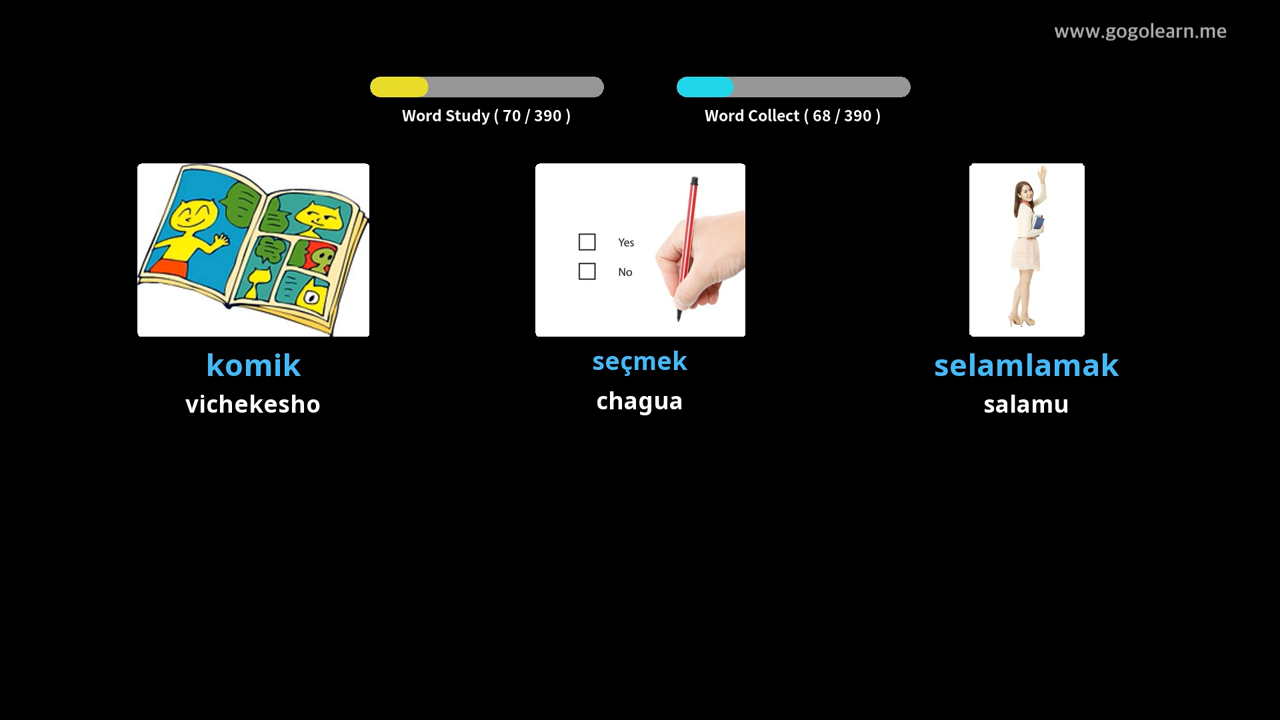 www.gogolearn.me
Word Study ( 70 / 390 )
Word Collect ( 68 / 390 )
Yes
No
komik
seçmek
selamlamak
vichekesho
chagua
salamu